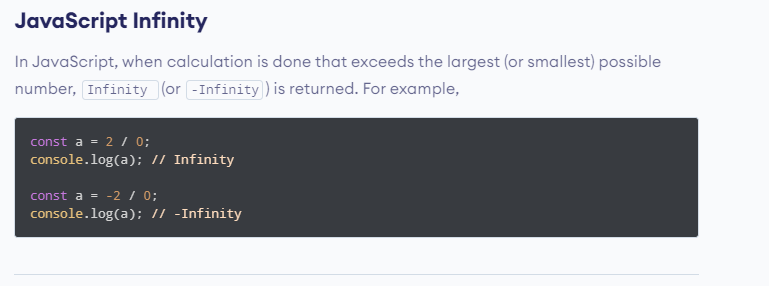 JavaScript Infinity
In JavaScript, when calculation is done that exceeds the largest (or smallest) possible
number, Infinity (or -Infinity) is returned. For example,
const a = 2 / 0;
console.log(a); // Infinity
const a = -2 / 0;
console.log(a); // -Infinity